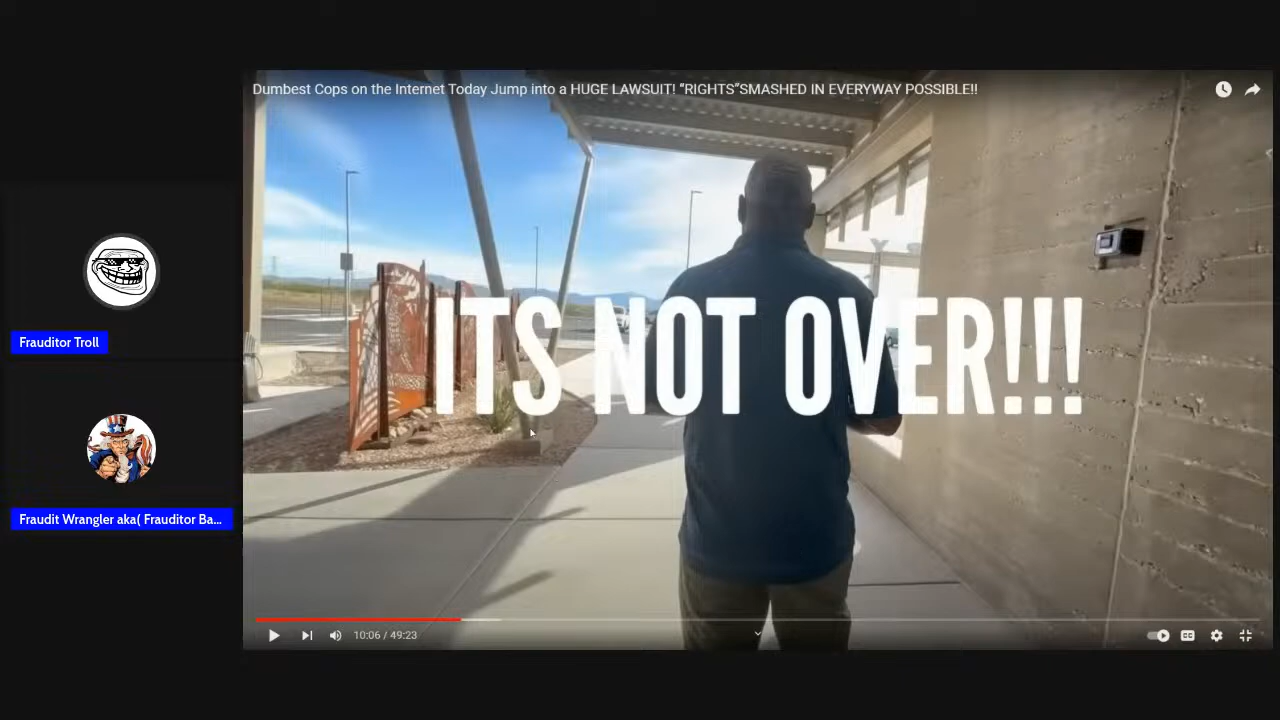 Dumbest Cops on the Internet Today Jump into a HUGE LAWSUIT! "RIGHTS"SMASHED IN EVERYWAY POSSIBLE!!
ITS NOT OVER!!!
Frauditor Troll
Fraudit Wrangler aka( Frauditor Ba...
10:06 / 49:23
CC